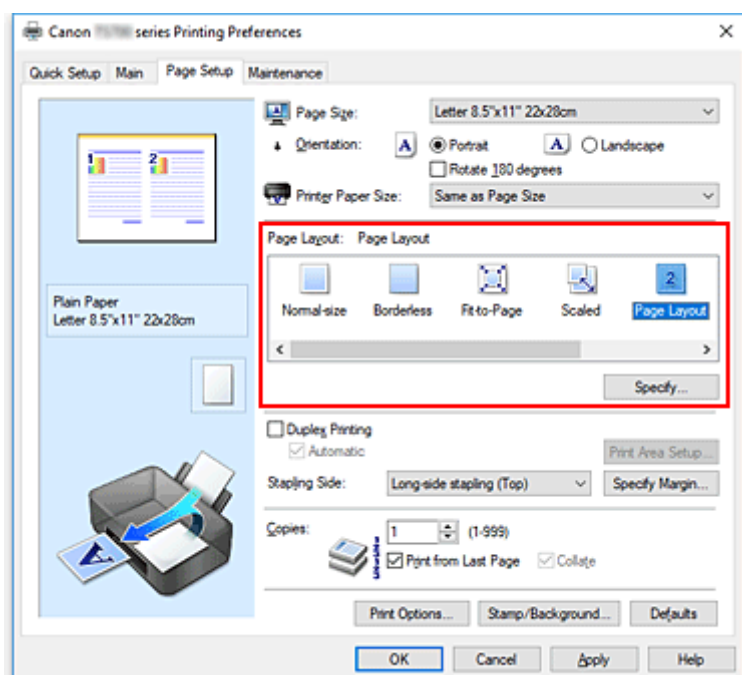 Canon series Printing Preferences
Quick Setup Main Page Setup Maintenance
1 2
Plain Paper
Letter 8.5"x11" 22x28cm
A
Page Size: Letter 8.5"x11" 22x28cm
Orientation: A Portrait A Landscape
Rotate 180 degrees
Printer Paper Size: Same as Page Size
Page Layout: Page Layout
2
Normal-size Borderless Fit-to-Page Scaled Page Layout
Specify...
Duplex Printing
Automatic Print Area Setup...
Stapling Side: Long-side stapling (Top) Specify Margin...
Copies: 1 (1-999)
Print from Last Page Collate
Print Options... Stamp/Background... Defaults
OK Cancel Apply Help